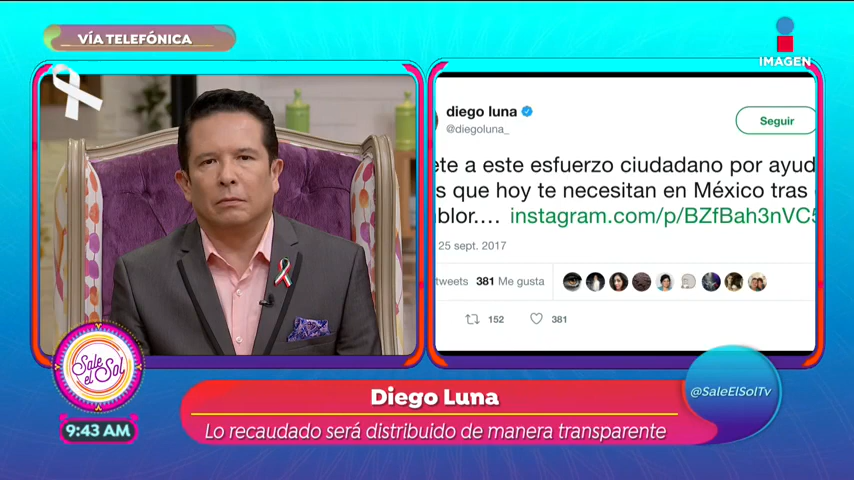 VÍA TELEFÓNICA
IMAGEN
diego luna
@diegoluna_
Seguir
ete a este esfuerzo ciudadano por ayud
s que hoy te necesitan en México tras
blor.... instagram.com/p/BZfBah3nVC5
25 sept. 2017
tweets 381 Me gusta
152 381
Sale el Sol
9:43 AM
Diego Luna
Lo recaudado será distribuido de manera transparente
@SaleElSolTv